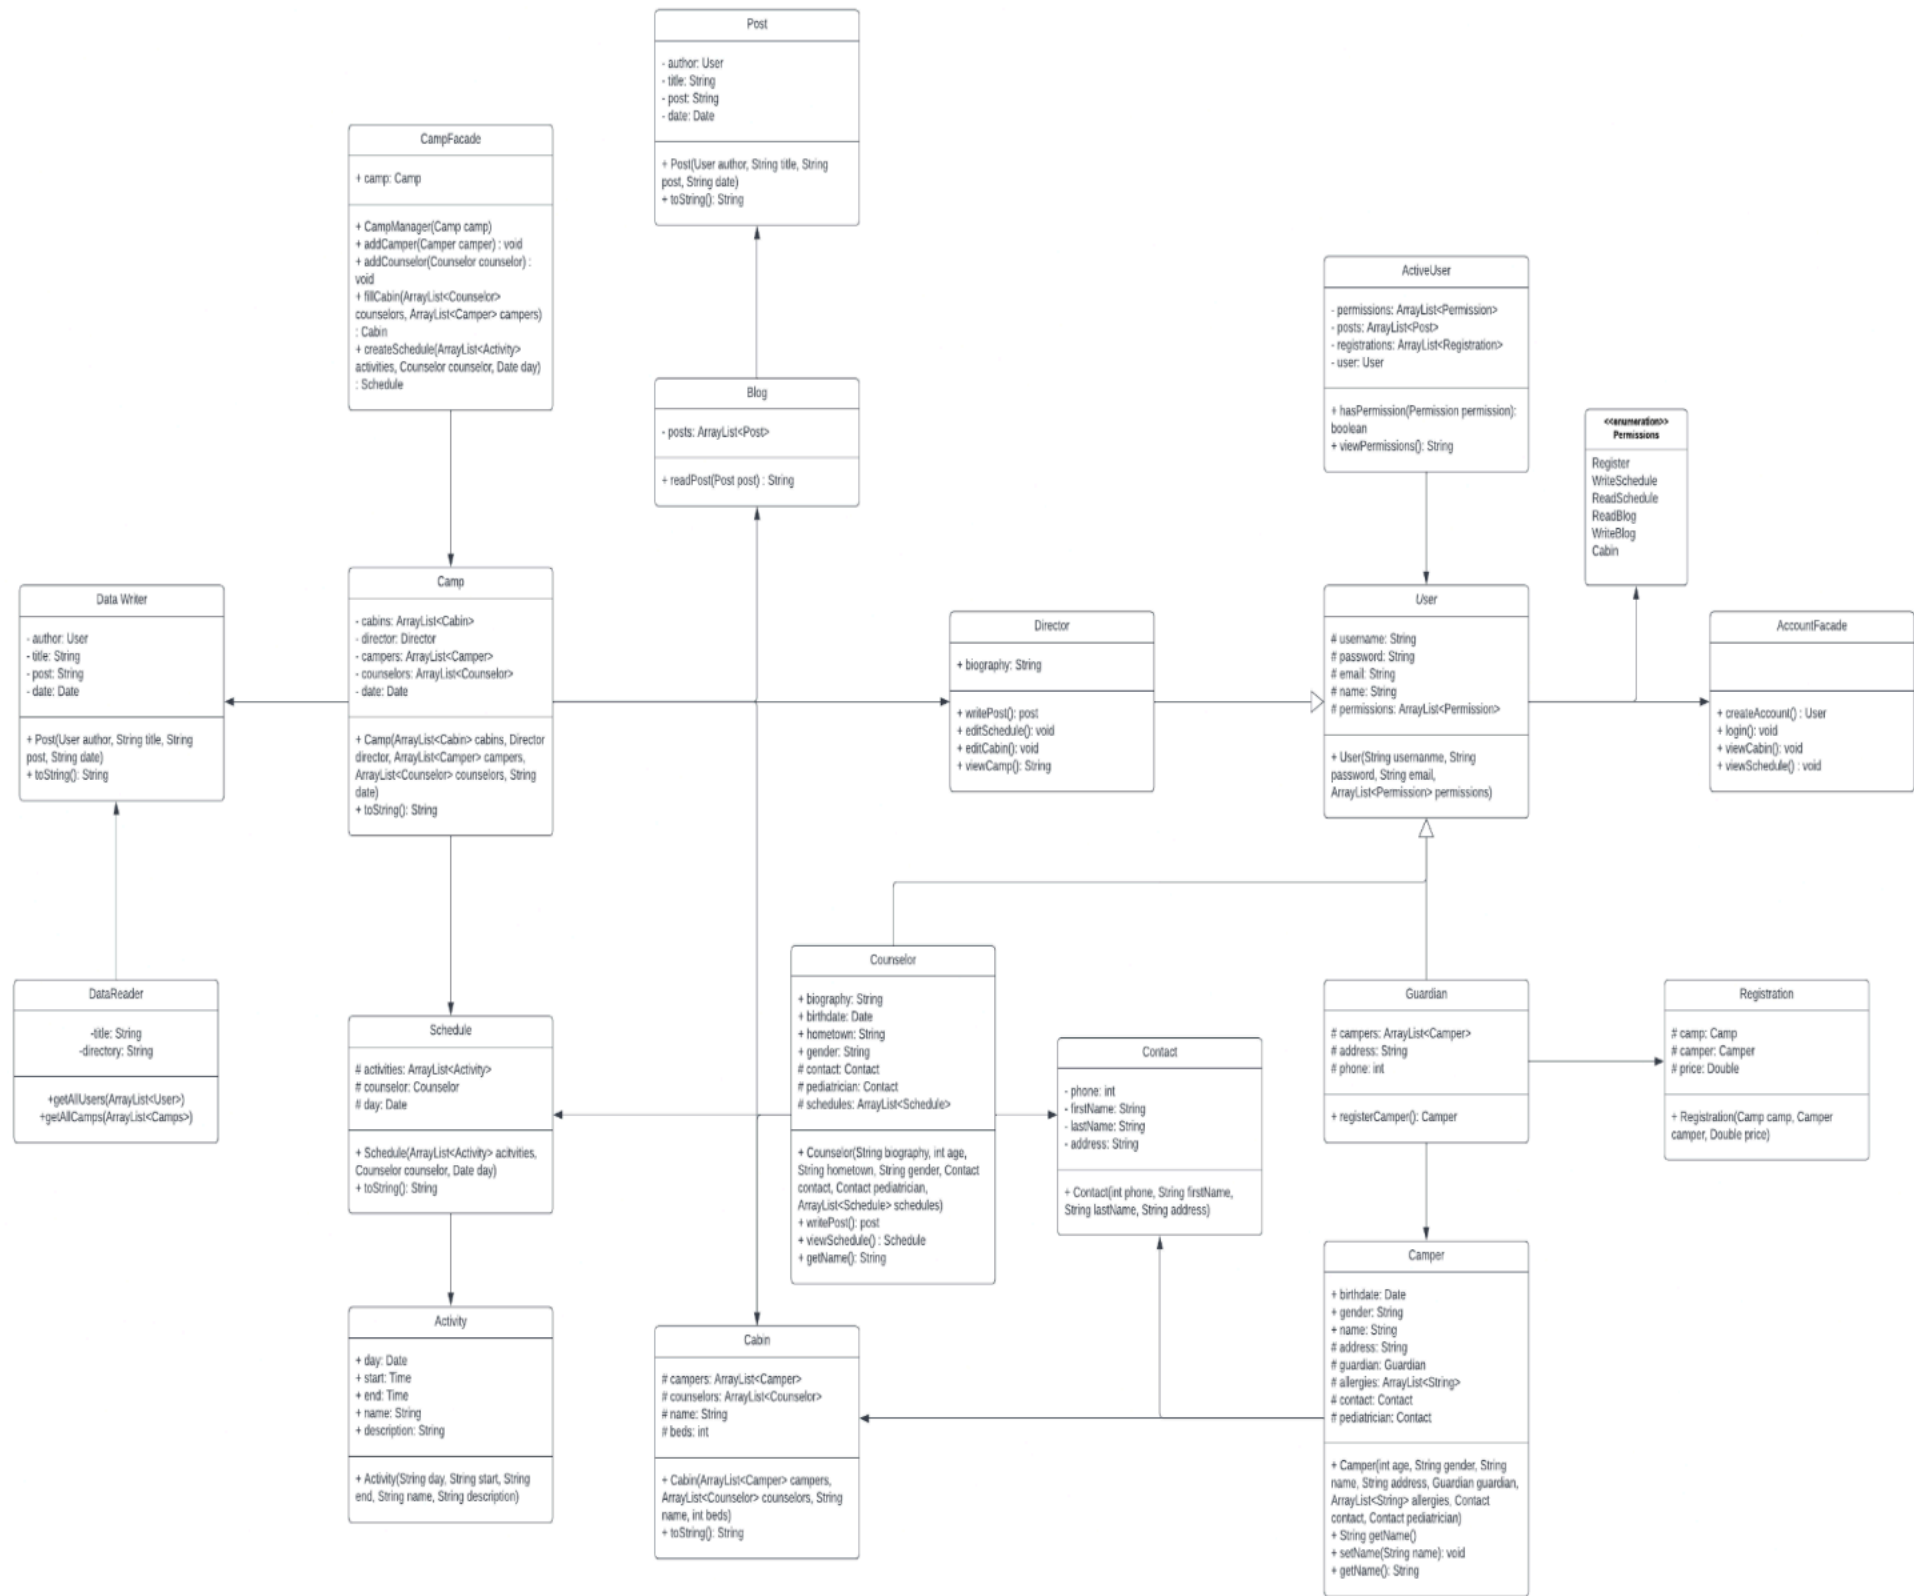 Post
- author: User
- title: String
- post: String
- date: Date
+ Post(User author, String title, String
post, String date)
+ toString(): String
CampFacade
+ camp: Camp
+ CampManager(Camp camp)
+ addCamper(Camper camper) : void
+ addCounselor(Counselor counselor) :
void
+ fillCabin(ArrayList<Counselor>
counselors, ArrayList<Camper> campers)
: Cabin
+ createSchedule(ArrayList<Activity>
activities, Counselor counselor, Date day)
: Schedule
Blog
- posts: ArrayList<Post>
+ readPost(Post post) : String
ActiveUser
- permissions: ArrayList<Permission>
- posts: ArrayList<Post>
- registrations: ArrayList<Registration>
- user: User
+ hasPermission(Permission permission):
boolean
+ viewPermissions(): String
<<enumeration>>
Permissions
Register
WriteSchedule
ReadSchedule
ReadBlog
WriteBlog
Cabin
Data Writer
- author: User
- title: String
- post: String
- date: Date
+ Post(User author, String title, String
post, String date)
+ toString(): String
Camp
- cabins: ArrayList<Cabin>
- director: Director
- campers: ArrayList<Camper>
- counselors: ArrayList<Counselor>
- date: Date
+ Camp(ArrayList<Cabin> cabins, Director
director, ArrayList<Camper> campers,
ArrayList<Counselor> counselors, String
date)
+ toString(): String
Director
+ biography: String
+ writePost(): post
+ editSchedule(): void
+ editCabin(): void
+ viewCamp(): String
User
# username: String
# password: String
# email: String
# name: String
# permissions: ArrayList<Permission>
+ User(String usernanme, String
password, String email,
ArrayList<Permission> permissions)
AccountFacade
+ createAccount() : User
+ login(): void
+ viewCabin(): void
+ viewSchedule() : void
DataReader
-title: String
-directory: String
+getAllUsers(ArrayList<User>)
+getAllCamps(ArrayList<Camps>)
Schedule
# activities: ArrayList<Activity>
# counselor: Counselor
# day: Date
+ Schedule(ArrayList<Activity> acitvities,
Counselor counselor, Date day)
+ toString(): String
Counselor
+ biography: String
+ birthdate: Date
+ hometown: String
+ gender: String
# contact: Contact
# pediatrician: Contact
# schedules: ArrayList<Schedule>
+ Counselor(String biography, int age,
String hometown, String gender, Contact
contact, Contact pediatrician,
ArrayList<Schedule> schedules)
+ writePost(): post
+ viewSchedule() : Schedule
+ getName(): String
Contact
- phone: int
- firstName: String
- lastName: String
- address: String
+ Contact(int phone, String firstName,
String lastName, String address)
Guardian
# campers: ArrayList<Camper>
# address: String
# phone: int
+ registerCamper(): Camper
Registration
# camp: Camp
# camper: Camper
# price: Double
+ Registration(Camp camp, Camper
camper, Double price)
Activity
+ day: Date
+ start: Time
+ end: Time
+ name: String
+ description: String
+ Activity(String day, String start, String
end, String name, String description)
Cabin
# campers: ArrayList<Camper>
# counselors: ArrayList<Counselor>
# name: String
# beds: int
+ Cabin(ArrayList<Camper> campers,
ArrayList<Counselor> counselors, String
name, int beds)
+ toString(): String
Camper
+ birthdate: Date
+ gender: String
+ name: String
# address: String
# guardian: Guardian
# allergies: ArrayList<String>
# contact: Contact
# pediatrician: Contact
+ Camper(int age, String gender, String
name, String address, Guardian guardian,
ArrayList<String> allergies, Contact
contact, Contact pediatrician)
+ String getName()
+ setName(String name): void
+ getName(): String